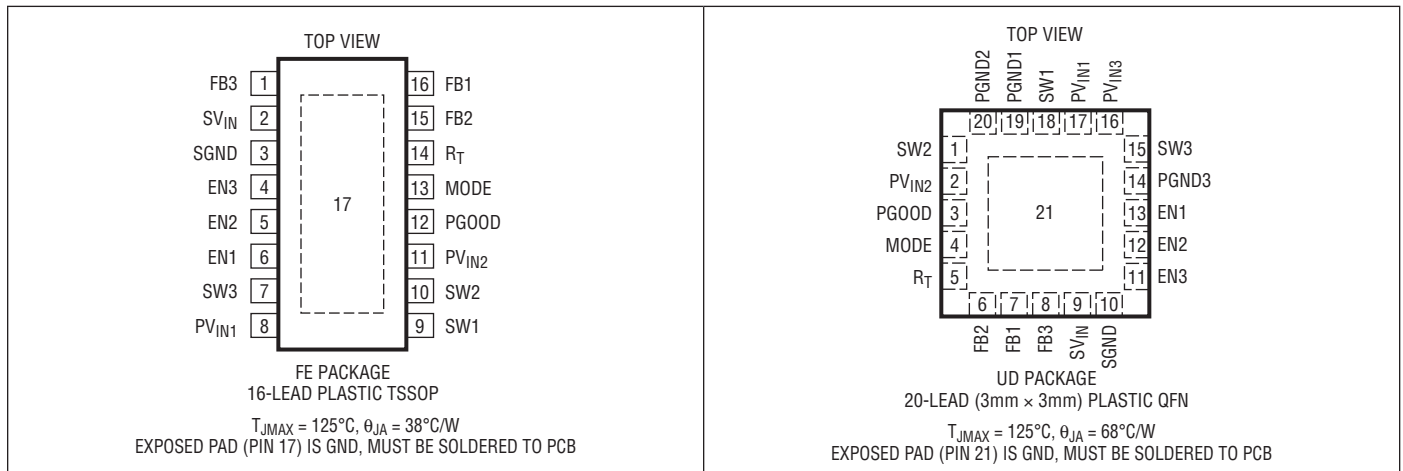 TOP VIEW
FB3 1
SVIN 2
SGND 3
EN3 4
EN2 5
EN1 6
SW3 7
PVIN1 8
17
16 FB1
15 FB2
14 RT
13 MODE
12 PGOOD
11 PVIN2
10 SW2
9 SW1
FE PACKAGE
16-LEAD PLASTIC TSSOP
TJMAX = 125°C, θJA = 38°C/W
EXPOSED PAD (PIN 17) IS GND, MUST BE SOLDERED TO PCB
TOP VIEW
PGND2 PGND1 SW1 PVIN1 PVIN3
20 19 18 17 16
SW2 1
PVIN2 2
PGOOD 3
MODE 4
RT 5
21
15 SW3
14 PGND3
13 EN1
12 EN2
11 EN3
6 7 8 9 10
FB2 FB1 FB3 SVIN SGND
UD PACKAGE
20-LEAD (3mm × 3mm) PLASTIC QFN
TJMAX = 125°C, θJA = 68°C/W
EXPOSED PAD (PIN 21) IS GND, MUST BE SOLDERED TO PCB